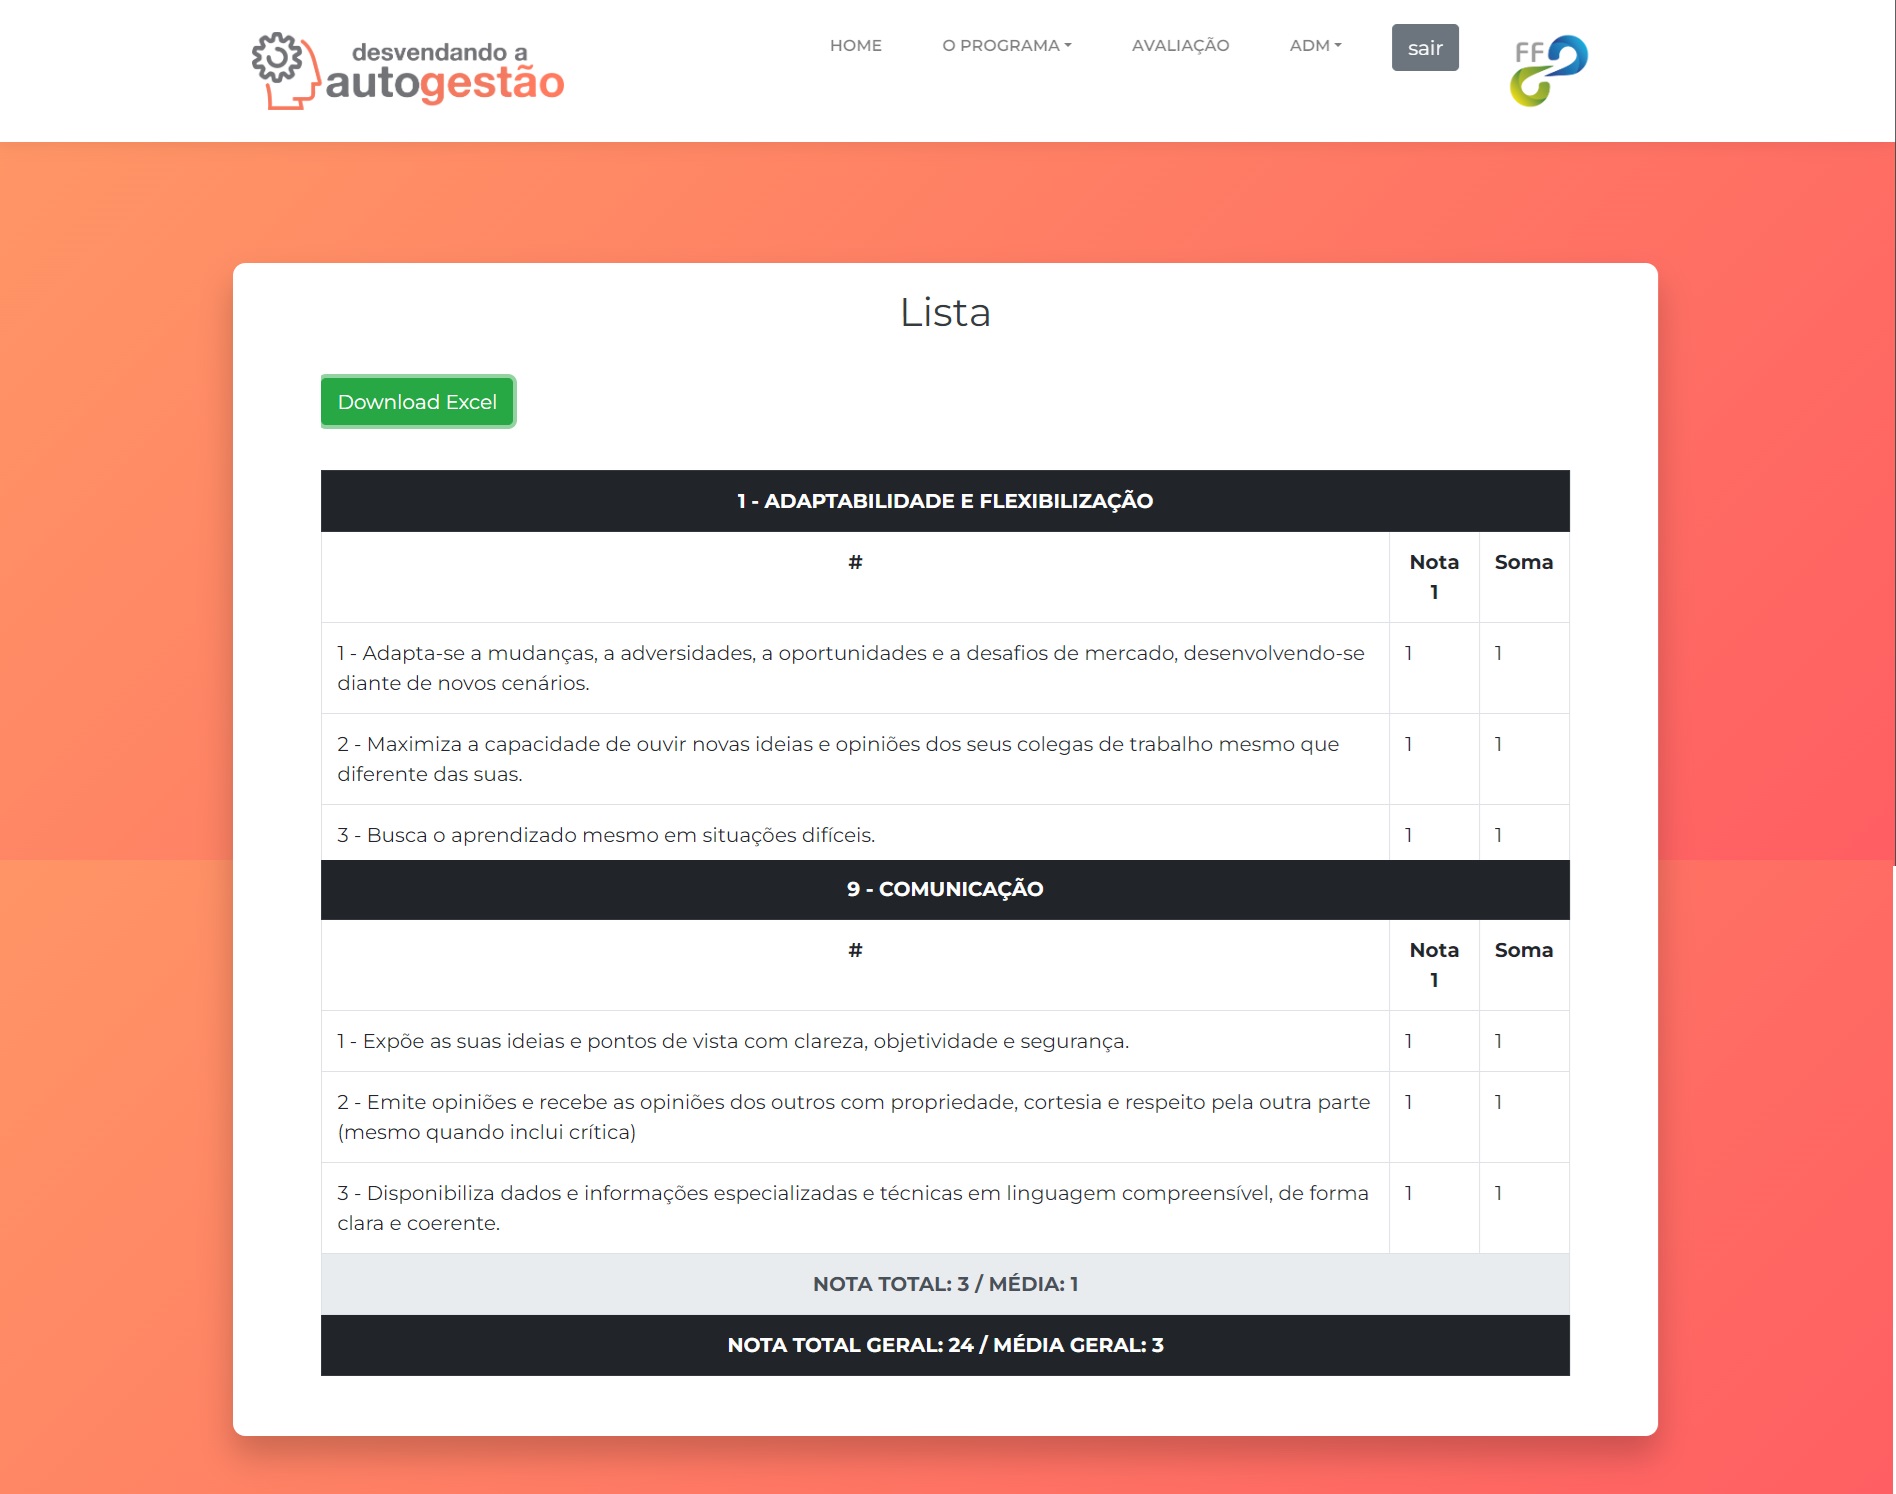 desvendando a
autogestão
HOME
O PROGRAMA
AVALIAÇÃO
ADM
sair
FF
Lista
Download Excel
1 - ADAPTABILIDADE E FLEXIBILIZAÇÃO
# Nota Soma
1
1 - Adapta-se a mudanças, a adversidades, a oportunidades e a desafios de mercado, desenvolvendo-se 1 1
diante de novos cenários.
2 - Maximiza a capacidade de ouvir novas ideias e opiniões dos seus colegas de trabalho mesmo que 1 1
diferente das suas.
3 - Busca o aprendizado mesmo em situações difíceis. 1 1
9 - COMUNICAÇÃO
# Nota Soma
1
1 - Expõe as suas ideias e pontos de vista com clareza, objetividade e segurança. 1 1
2 - Emite opiniões e recebe as opiniões dos outros com propriedade, cortesia e respeito pela outra parte 1 1
(mesmo quando inclui crítica)
3 - Disponibiliza dados e informações especializadas e técnicas em linguagem compreensível, de forma 1 1
clara e coerente.
NOTA TOTAL: 3 / MÉDIA: 1
NOTA TOTAL GERAL: 24 / MÉDIA GERAL: 3